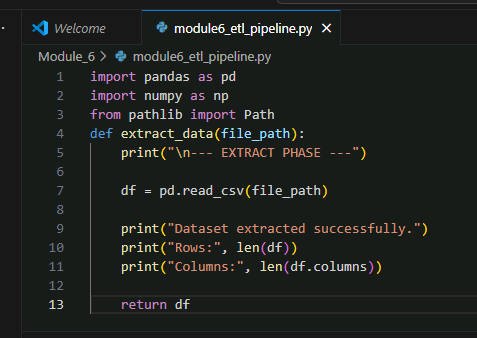 Welcome
module6_etl_pipeline.py
Module_6 > module6_etl_pipeline.py
1 import pandas as pd
2 import numpy as np
3 from pathlib import Path
4 def extract_data(file_path):
5     print("\n--- EXTRACT PHASE ---")
6
7     df = pd.read_csv(file_path)
8
9     print("Dataset extracted successfully.")
10     print("Rows:", len(df))
11     print("Columns:", len(df.columns))
12
13     return df